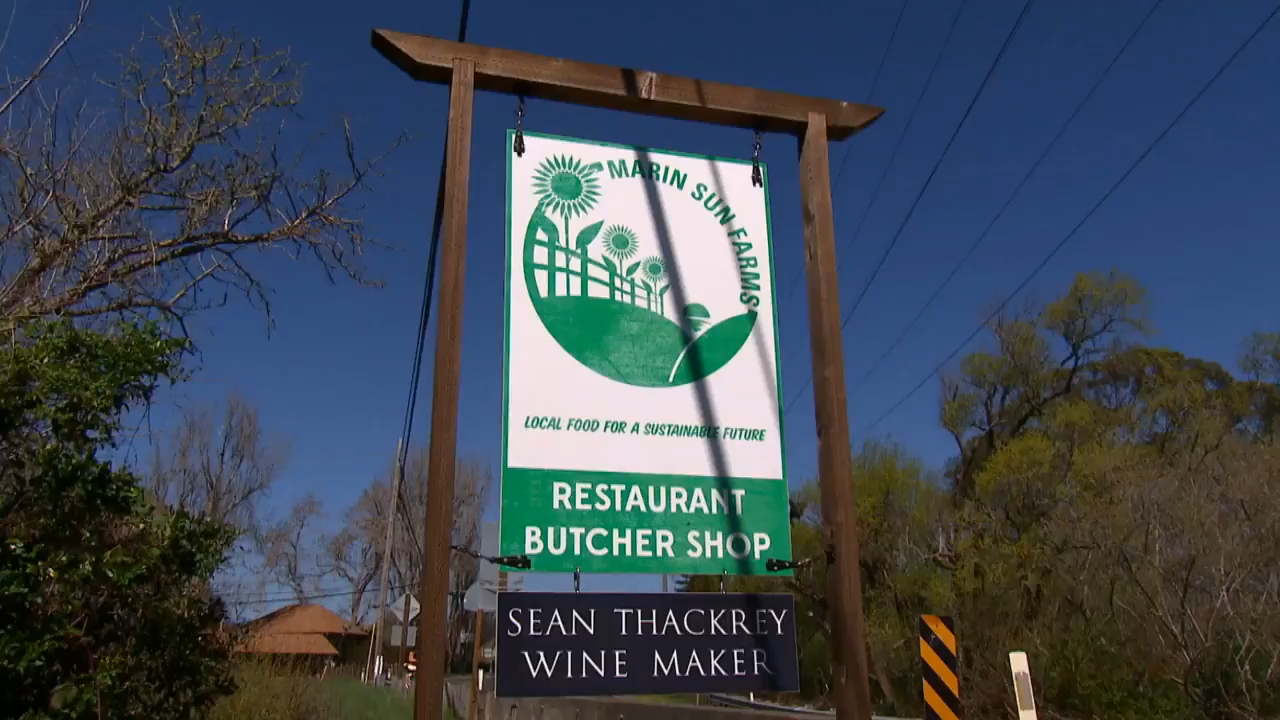 MARIN SUN FARMS
LOCAL FOOD FOR A SUSTAINABLE FUTURE
RESTAURANT
BUTCHER SHOP
SEAN THACKREY
WINE MAKER